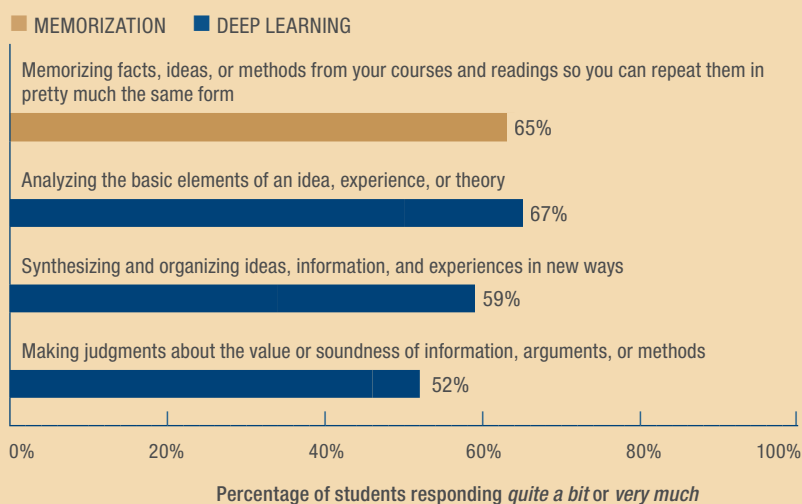 MEMORIZATION DEEP LEARNING
Memorizing facts, ideas, or methods from your courses and readings so you can repeat them in
pretty much the same form
65%
Analyzing the basic elements of an idea, experience, or theory
67%
Synthesizing and organizing ideas, information, and experiences in new ways
59%
Making judgments about the value or soundness of information, arguments, or methods
52%
0% 20% 40% 60% 80% 100%
Percentage of students responding quite a bit or very much